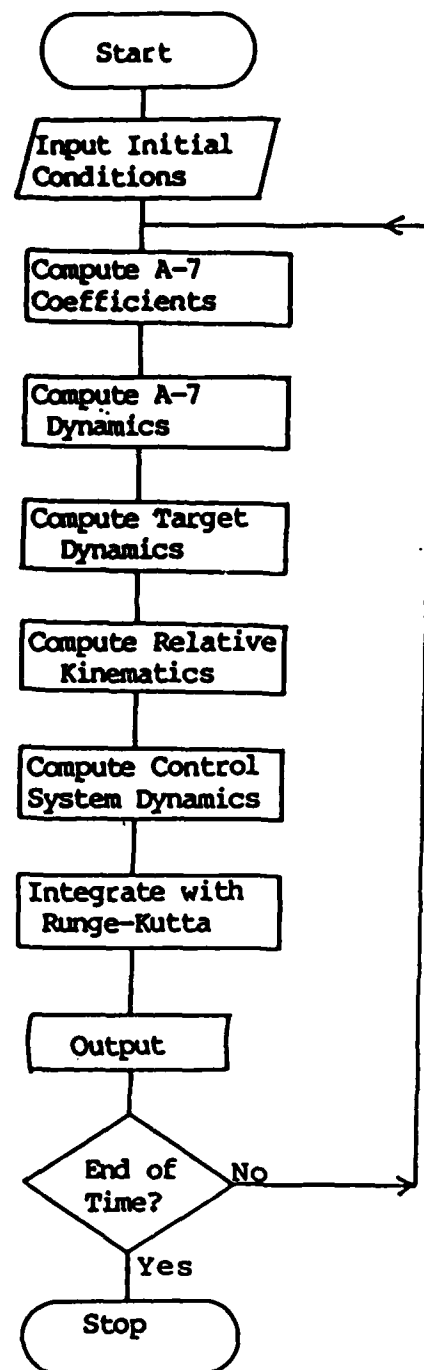 Start
Input Initial
Conditions
Compute A-7
Coefficients
Compute A-7
Dynamics
Compute Target
Dynamics
Compute Relative
Kinematics
Compute Control
System Dynamics
Integrate with
Runge-Kutta
Output
End of
Time?
No
Yes
Stop